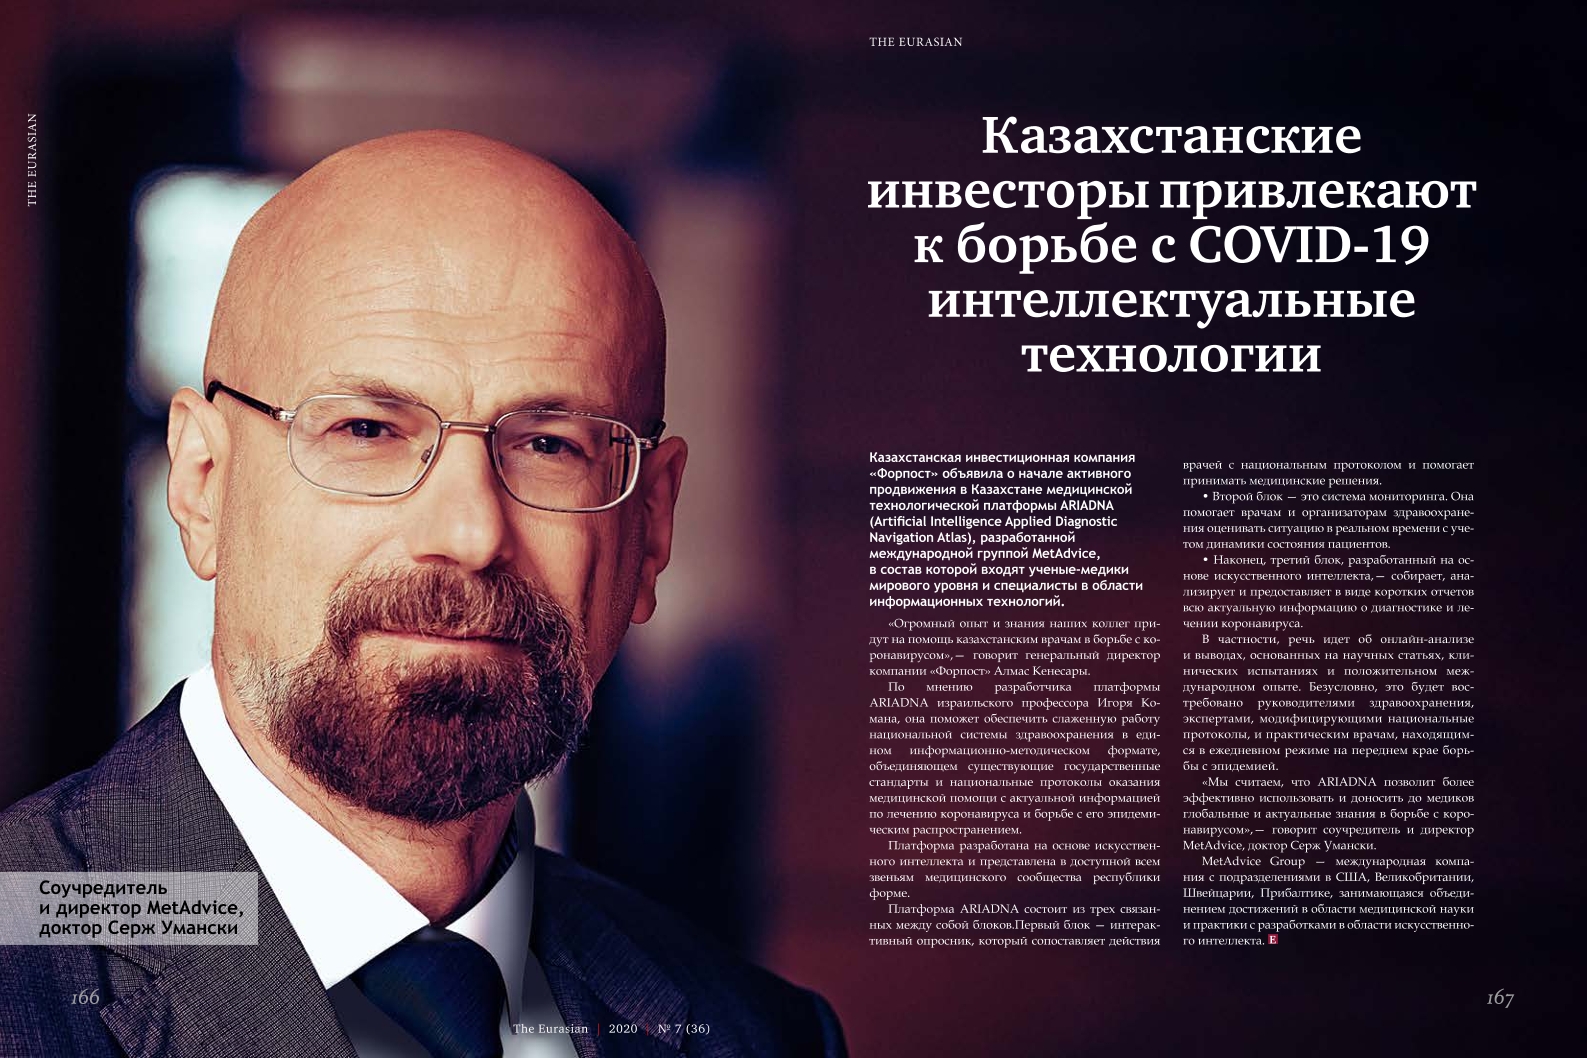 THE EURASIAN
THE EURASIAN
Казахстанские
инвесторы привлекают
к борьбе с COVID-19
интеллектуальные
технологии
Казахстанская инвестиционная компания
«Форпост» объявила о начале активного
продвижения в Казахстане медицинской
технологической платформы ARIADNA
(Artificial Intelligence Applied Diagnostic
Navigation Atlas), разработанной
международной группой MetAdvice,
в состав которой входят ученые-медики
мирового уровня и специалисты в области
информационных технологий.
«Огромный опыт и знания наших коллег при-
дут на помощь казахстанским врачам в борьбе с ко-
ронавирусом»,— говорит генеральный директор
компании «Форпост» Алмас Кенесары.
По мнению разработчика платформы
ARIADNA израильского профессора Игоря Ко-
мана, она поможет обеспечить слаженную работу
национальной системы здравоохранения в еди-
ном информационно-методическом формате,
объединяющем существующие государственные
стандарты и национальные протоколы оказания
медицинской помощи с актуальной информацией
по лечению коронавируса и борьбе с его эпидеми-
ческим распространением.
Платформа разработана на основе искусствен-
ного интеллекта и представлена в доступной всем
звеньям медицинского сообщества республики
форме.
Платформа ARIADNA состоит из трех связан-
ных между собой блоков.Первый блок — интерак-
тивный опросник, который сопоставляет действия
врачей с национальным протоколом и помогает
принимать медицинские решения.
• Второй блок — это система мониторинга. Она
помогает врачам и организаторам здравоохране-
ния оценивать ситуацию в реальном времени с уче-
том динамики состояния пациентов.
• Наконец, третий блок, разработанный на ос-
нове искусственного интеллекта,— собирает, ана-
лизирует и предоставляет в виде коротких отчетов
всю актуальную информацию о диагностике и ле-
чении коронавируса.
В частности, речь идет об онлайн-анализе
и выводах, основанных на научных статьях, кли-
нических испытаниях и положительном меж-
дународном опыте. Безусловно, это будет вос-
требовано руководителями здравоохранения,
экспертами, модифицирующими национальные
протоколы, и практическим врачам, находящим-
ся в ежедневном режиме на переднем крае борь-
бы с эпидемией.
«Мы считаем, что ARIADNA позволит более
эффективно использовать и доносить до медиков
глобальные и актуальные знания в борьбе с коро-
навирусом»,— говорит соучредитель и директор
MetAdvice, доктор Серж Умански.
MetAdvice Group — международная компа-
ния с подразделениями в США, Великобритании,
Швейцарии, Прибалтике, занимающаяся объеди-
нением достижений в области медицинской науки
и практики с разработками в области искусственно-
го интеллекта. E
Соучредитель
и директор MetAdvice,
доктор Серж Умански
166
The Eurasian | 2020 | № 7 (36)
167